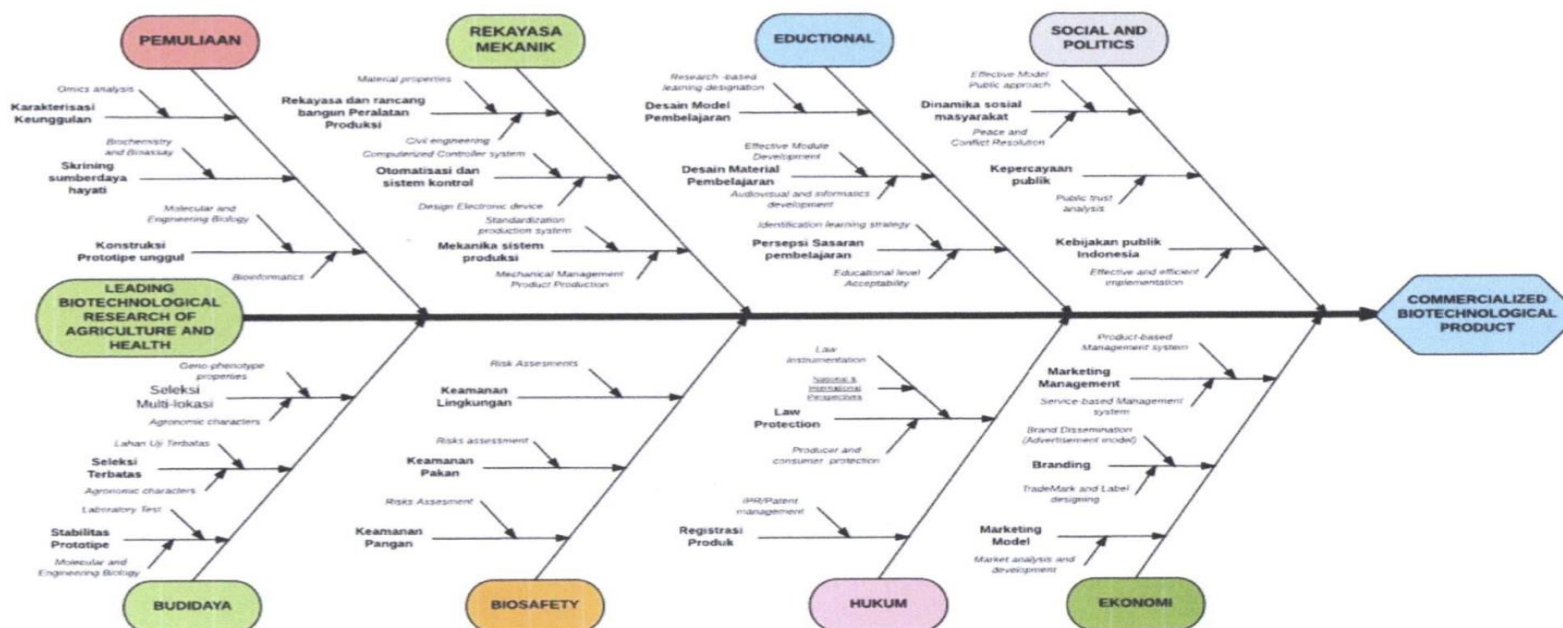 PEMULIAAN
REKAYASA
MEKANIK
EDUCTIONAL
SOCIAL AND
POLITICS
Omics analysis
Karakterisasi
Keunggulan
Biochemistry
and Bioassay
Skrining
sumberdaya
hayati
Molecular and
Engineering Biology
Konstruksi
Prototipe unggul
Bioinformatics
Material properties
Rekayasa dan rancang
bangun Peralatan
Produksi
Civil engineering
Computerized Controller system
Otomatisasi dan
sistem kontrol
Design Electronic device
Standardization
production system
Mekanika sistem
produksi
Mechanical Management
Product Production
Research -based
learning designation
Desain Model
Pembelajaran
Effective Module
Development
Desain Material
Pembelajaran
Audiovisual and informatics
development
Identification learning strategy
Persepsi Sasaran
pembelajaran
Educational level
Acceptability
Effective Model
Public approach
Dinamika sosial
masyarakat
Peace and
Conflict Resolution
Kepercayaan
publik
Public trust
analysis
Kebijakan publik
Indonesia
Effective and efficient
implementation
LEADING
BIOTECHNOLOGICAL
RESEARCH OF
AGRICULTURE AND
HEALTH
COMMERCIALIZED
BIOTECHNOLOGICAL
PRODUCT
Geno-phenotype
properties
Seleksi
Multi-lokasi
Agronomic characters
Lahan Uji Terbatas
Seleksi
Terbatas
Agronomic characters
Laboratory Test
Stabilitas
Prototipe
Molecular and
Engineering Biology
Risk Assesments
Keamanan
Lingkungan
Risks assessment
Keamanan
Pakan
Risks Assesment
Keamanan
Pangan
Law
Instrumentation
National &
International
Perspectives
Law
Protection
Producer and
consumer protection
IPR/Patent
management
Registrasi
Produk
Product-based
Management system
Marketing
Management
Service-based Management
system
Brand Dissemination
(Advertisement model)
Branding
TradeMark and Label
designing
Marketing
Model
Market analysis and
development
BUDIDAYA
BIOSAFETY
HUKUM
EKONOMI